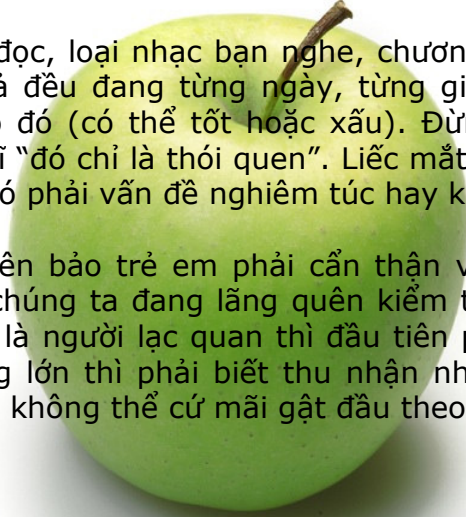 đọc, loại nhạc bạn nghe, chươn
đều đang từng ngày, từng gi
đó (có thể tốt hoặc xấu). Đừn
“đó chỉ là thói quen”. Liếc mắt
phải vấn đề nghiêm túc hay k
bảo trẻ em phải cẩn thận v
chúng ta đang lãng quên kiểm t
là người lạc quan thì đầu tiên p
lớn thì phải biết thu nhận nh
không thể cứ mãi gật đầu theo